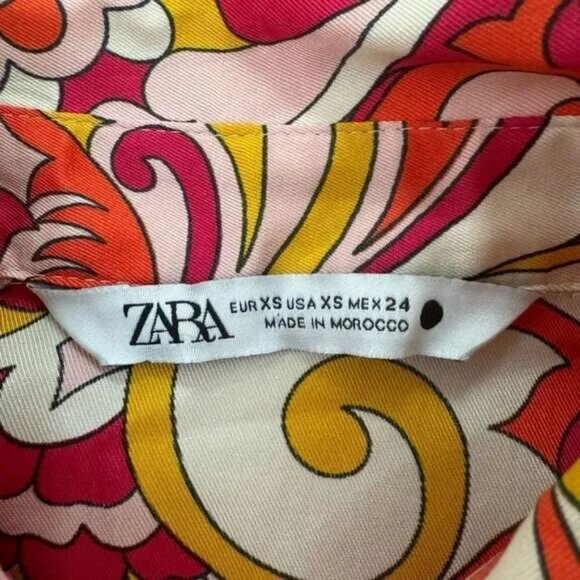 ZARA
EUR XS USA XS MEX 24
MADE IN MOROCCO